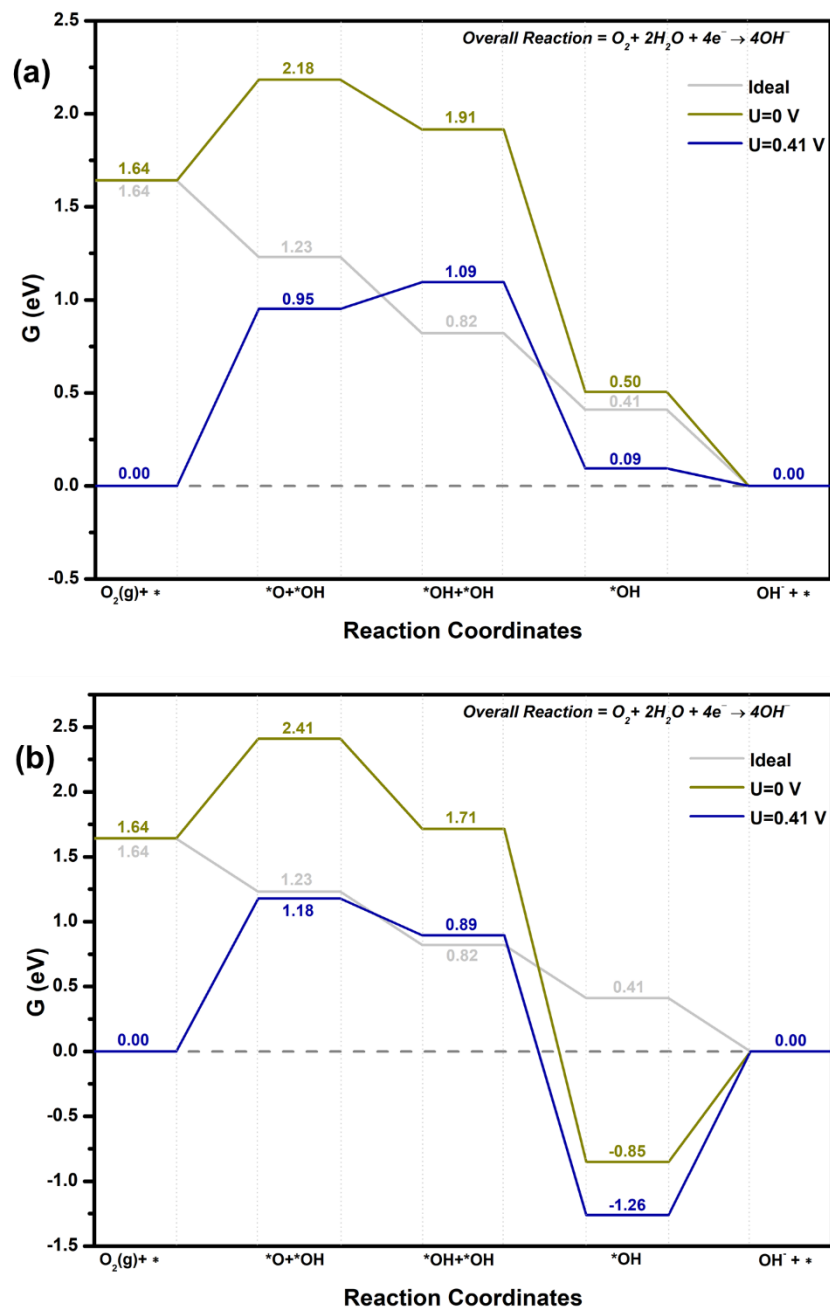 (a)
Overall Reaction = O₂+ 2H₂O + 4e⁻ → 4OH⁻
Ideal
U=0 V
U=0.41 V
G (eV)
2.5
2.0
1.5
1.0
0.5
0.0
-0.5
1.64
1.64
2.18
1.23
0.95
1.91
1.09
0.82
0.50
0.41
0.09
0.00
0.00
O₂(g)+ *
*O+*OH
*OH+*OH
*OH
OH⁻ + *
Reaction Coordinates
(b)
Overall Reaction = O₂+ 2H₂O + 4e⁻ → 4OH⁻
Ideal
U=0 V
U=0.41 V
G (eV)
2.5
2.0
1.5
1.0
0.5
0.0
-0.5
-1.0
-1.5
1.64
1.64
2.41
1.23
1.18
1.71
0.89
0.82
0.41
-0.85
-1.26
0.00
0.00
O₂(g)+ *
*O+*OH
*OH+*OH
*OH
OH⁻ + *
Reaction Coordinates